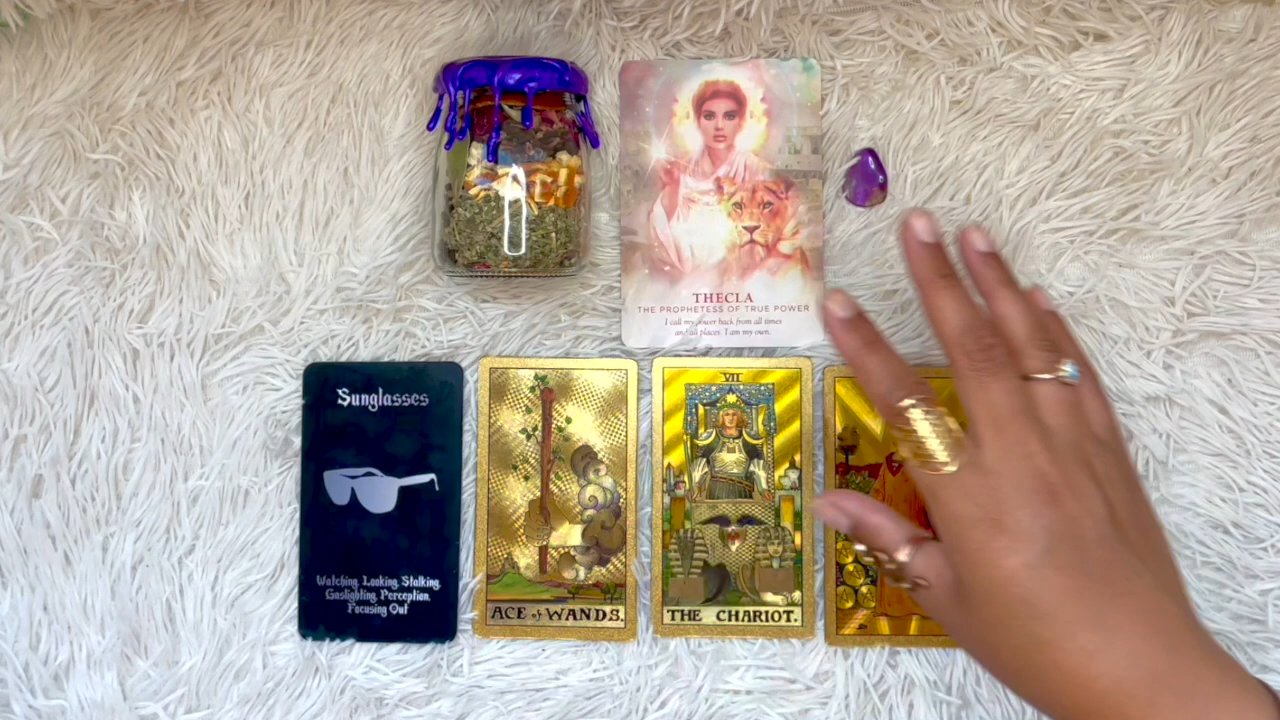 THECLA
THE PROPHETESS OF TRUE POWER
I call my power back from all times
and all places. I am my own.
Sunglasses
Watching, Looking, Stalking,
Gaslighting, Perception,
Focusing Out
ACE of WANDS.
VII
THE CHARIOT.